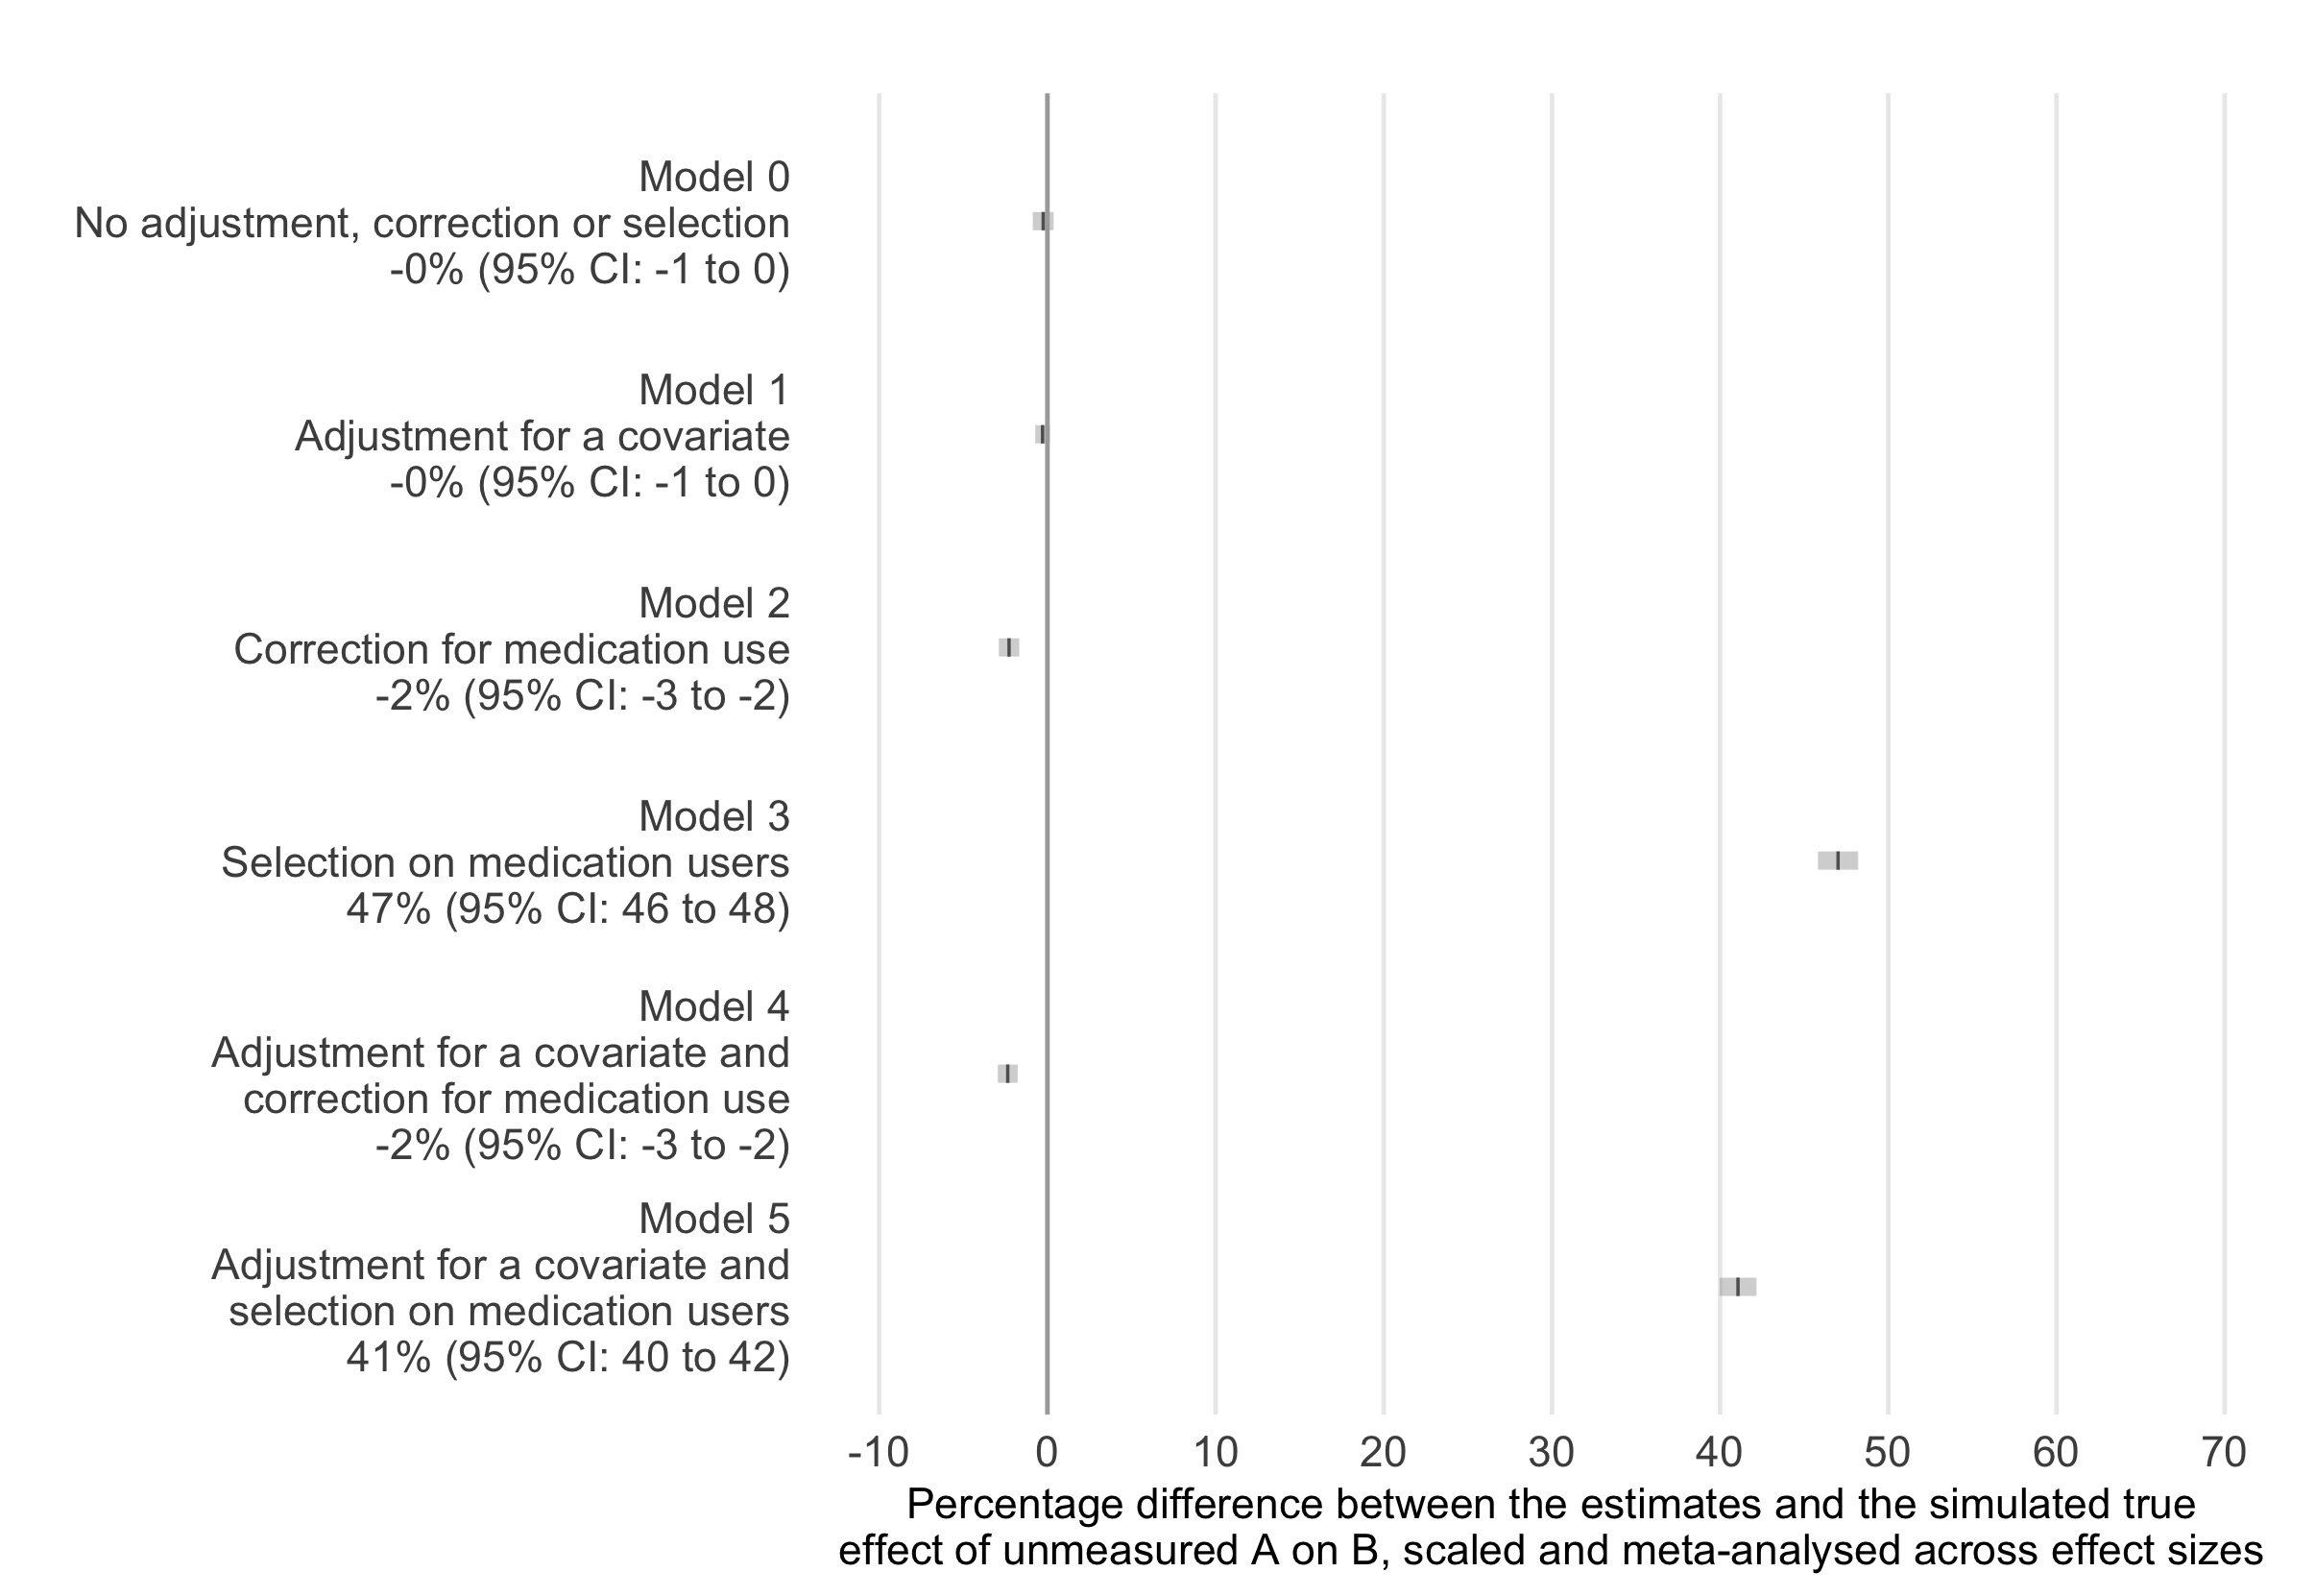 Model 0
No adjustment, correction or selection
-0% (95% CI: -1 to 0)
Model 1
Adjustment for a covariate
-0% (95% CI: -1 to 0)
Model 2
Correction for medication use
-2% (95% CI: -3 to -2)
Model 3
Selection on medication users
47% (95% CI: 46 to 48)
Model 4
Adjustment for a covariate and
correction for medication use
-2% (95% CI: -3 to -2)
Model 5
Adjustment for a covariate and
selection on medication users
41% (95% CI: 40 to 42)
-10 0 10 20 30 40 50 60 70
Percentage difference between the estimates and the simulated true
effect of unmeasured A on B, scaled and meta-analysed across effect sizes